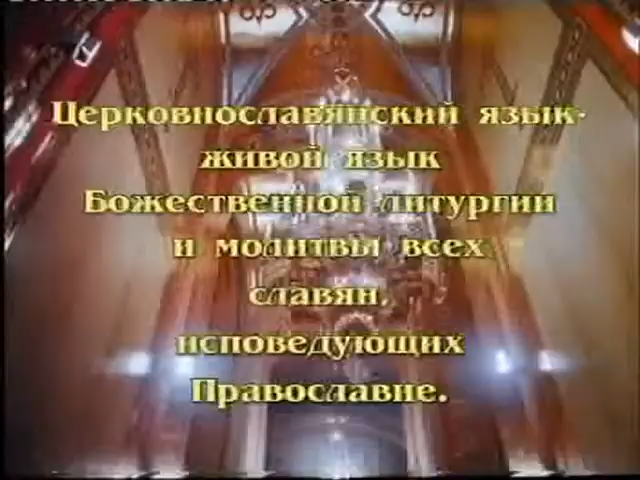 Церковнославянский язык-
живой язык
Божественной литургии
и молитвы всех
славян,
исповедующих
Православие.